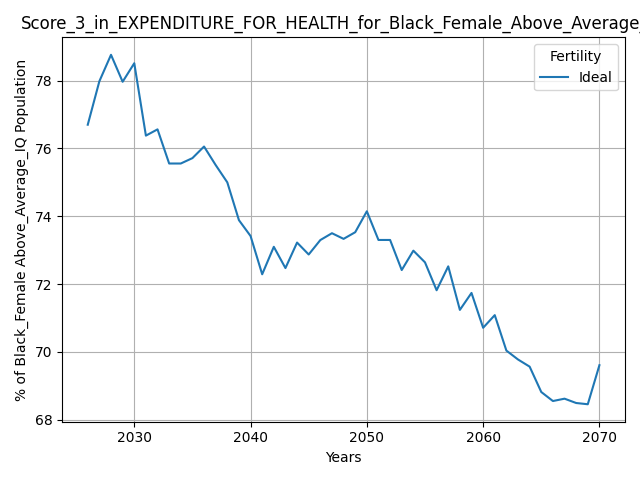 Score_3_in_EXPENDITURE_FOR_HEALTH_for_Black_Female_Above_Average_
Fertility
Ideal
% of Black_Female Above_Average_IQ Population
78
76
74
72
70
68
2030
2040
2050
2060
2070
Years